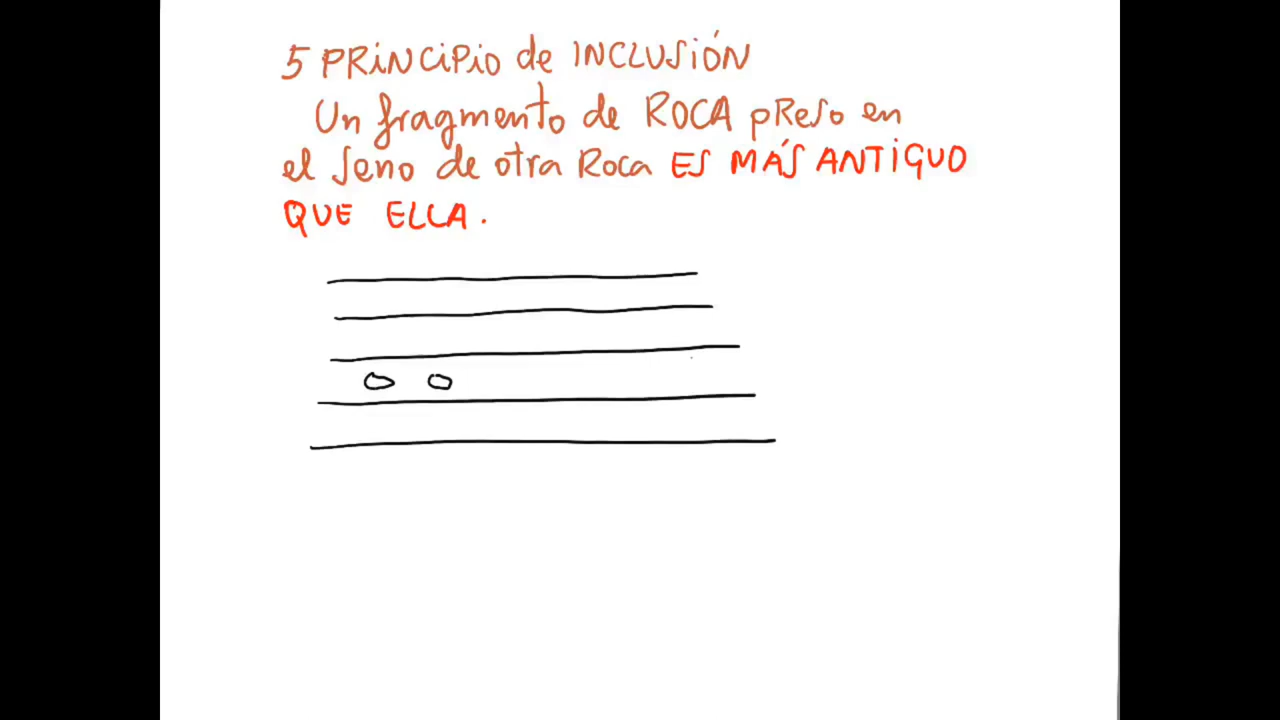 5 PRiNCiPio de INCLUSIÓN
Un fragmento de ROCA pReso en
el seno de otra Roca ES MÁS ANTIGUO
QUE ELLA.